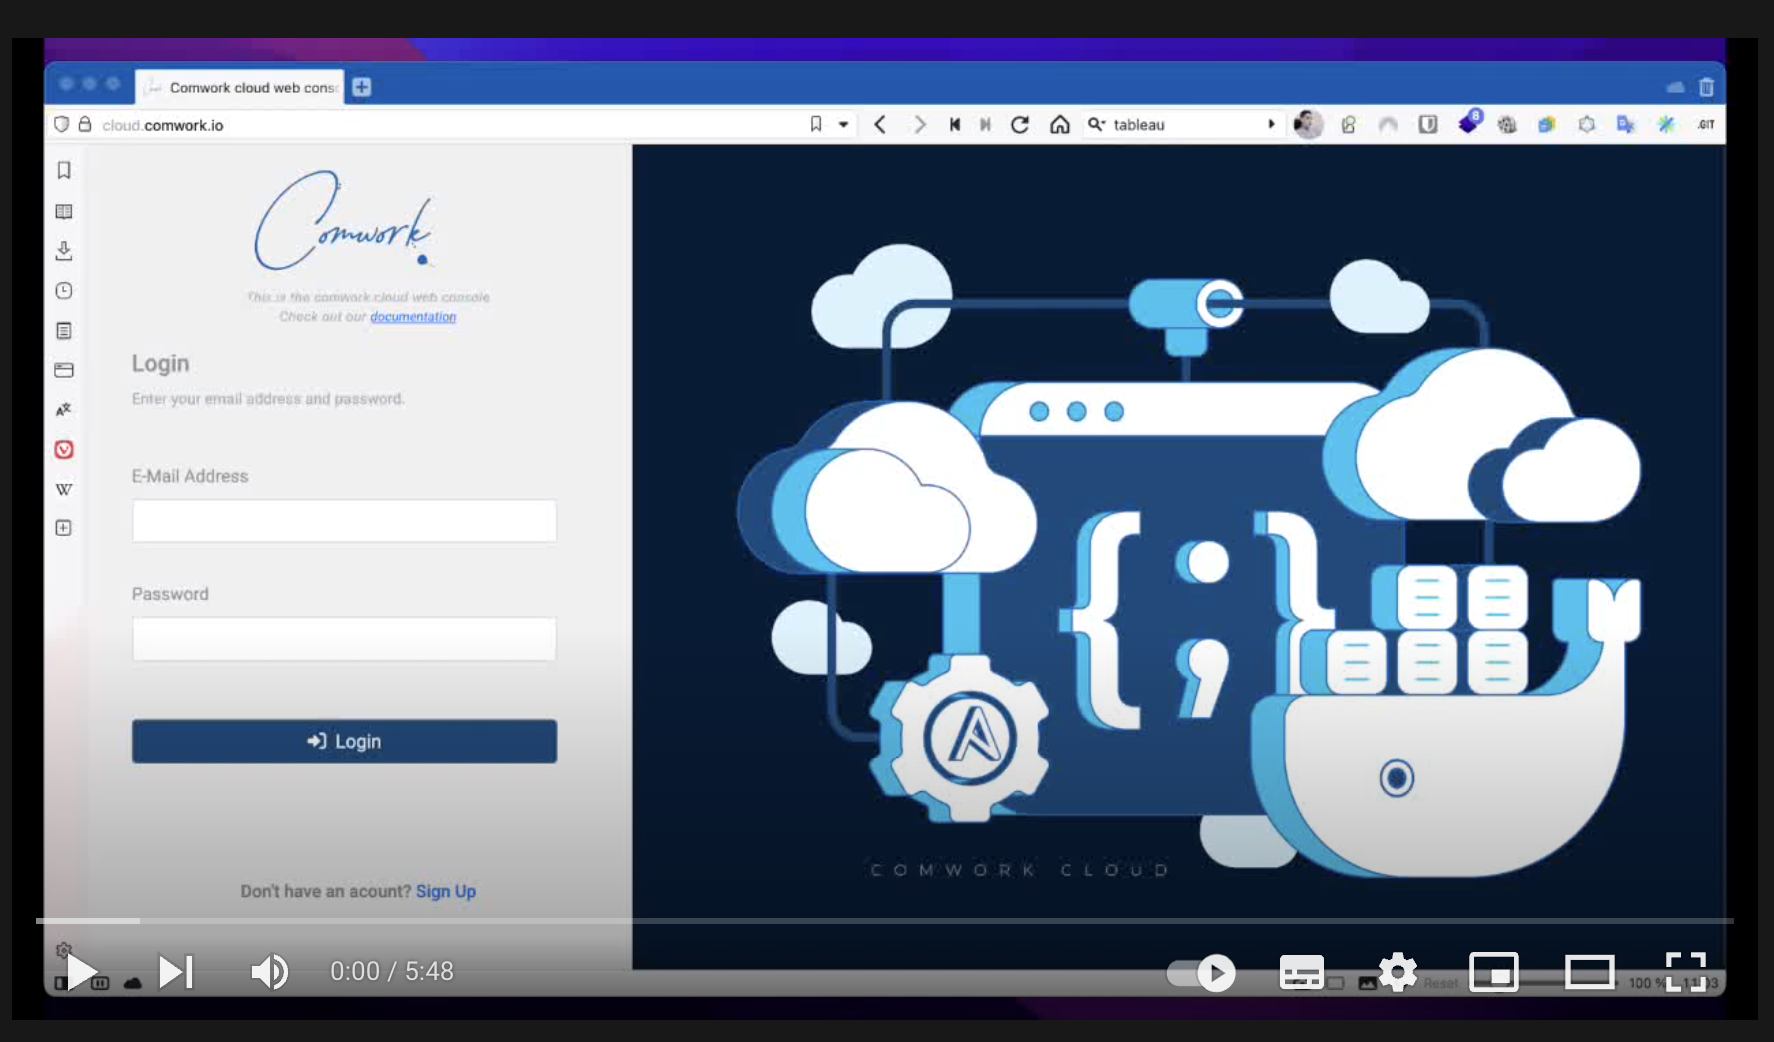 Comwork cloud web cons
cloud.comwork.io
tableau
8
.GIT
Comwork.
This is the comwork cloud web console
Check out our documentation
Login
Enter your email address and password.
E-Mail Address
Password
Login
Don't have an acount? Sign Up
{;}
COMWORK CLOUD
0:00 / 5:48
Reset
100 %